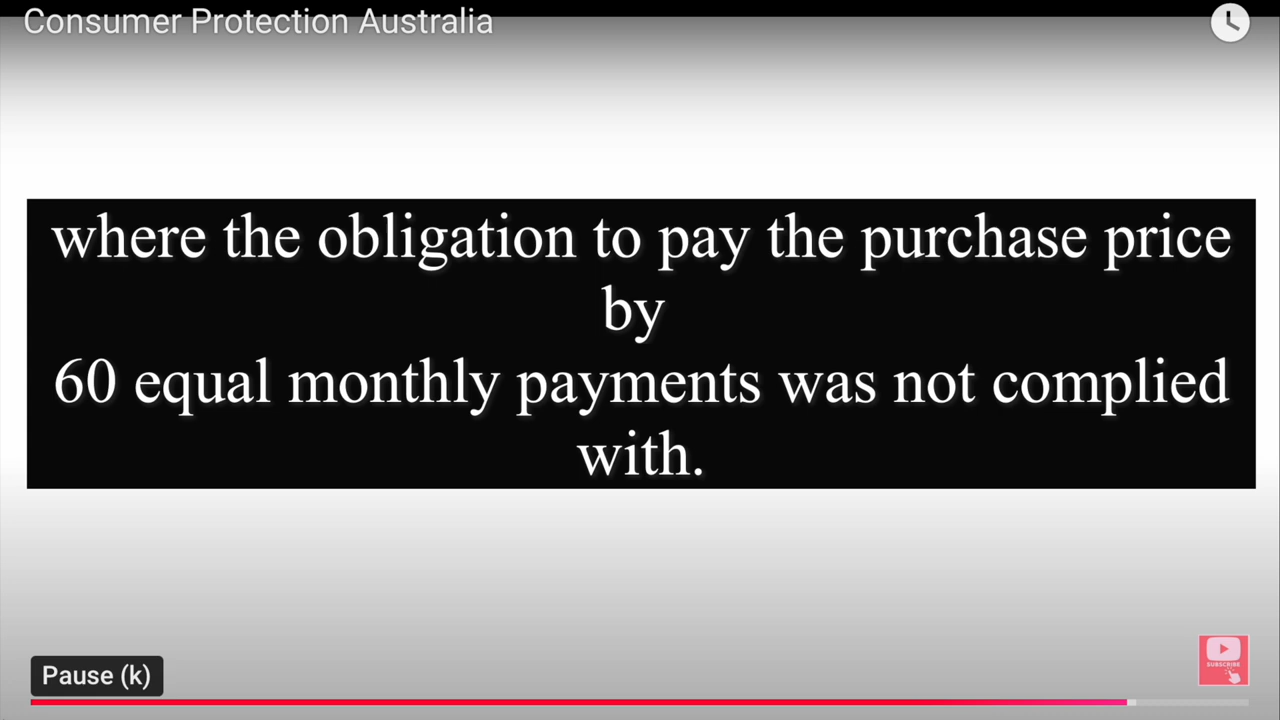 Consumer Protection Australia
where the obligation to pay the purchase price
by
60 equal monthly payments was not complied
with.
SUBSCRIBE
Pause (k)